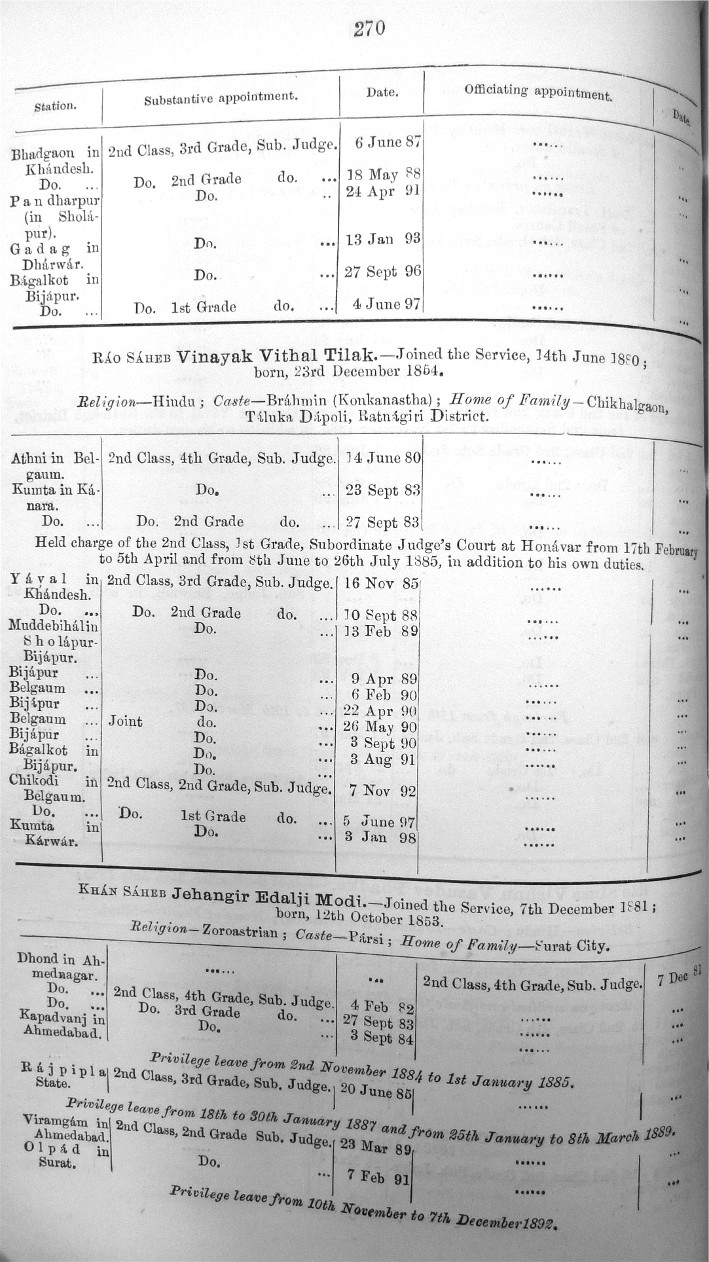 270
Station. Substantive appointment. Date. Officiating appointment. Date.
Bhadgaon in 2nd Class, 3rd Grade, Sub. Judge. 6 June 87 ......
Khándesh.
Do. ... Do. 2nd Grade do. ... 18 May 88 ...... ...
Pandharpur Do. .. 24 Apr 91 ...... ...
(in Sholá-
pur).
Gadag in Do. ... 13 Jan 93 ...... ...
Dhárwár.
Bágalkot in Do. ... 27 Sept 96 ...... ...
Bijápur.
Do. ... Do. 1st Grade do. ... 4 June 97 ...... ...
RÁO SÁHEB Vinayak Vithal Tilak.—Joined the Service, 14th June 1880;
born, 23rd December 1854.
Religion—Hindu; Caste—Bráhmin (Konkanastha); Home of Family—Chikhalgaon,
Táluka Dápoli, Ratnágiri District.
Athni in Bel- 2nd Class, 4th Grade, Sub. Judge. 14 June 80 ...... ...
gaum.
Kumta in Ká- Do. ... 23 Sept 83 ...... ...
nara.
Do. ... Do. 2nd Grade do. ... 27 Sept 83 ...... ...
Held charge of the 2nd Class, 1st Grade, Subordinate Judge's Court at Honávar from 17th February
to 5th April and from 8th June to 26th July 1885, in addition to his own duties.
Yával in 2nd Class, 3rd Grade, Sub. Judge. 16 Nov 85 ...... ...
Khándesh.
Do. ... Do. 2nd Grade do. ... 10 Sept 88 ...... ...
Muddebihálin Do. ... 13 Feb 89 ...... ...
Sholápur-
Bijápur.
Bijápur ... Do. ... 9 Apr 89 ...... ...
Belgaum ... Do. ... 6 Feb 90 ...... ...
Bijápur ... Do. ... 22 Apr 90 ...... ...
Belgaum ... Joint do. ... 26 May 90 ...... ...
Bijápur ... Do. ... 3 Sept 90 ...... ...
Bágalkot in Do. ... 3 Aug 91 ...... ...
Bijápur. Do. ...
Chikodi in 2nd Class, 2nd Grade, Sub. Judge. 7 Nov 92 ...... ...
Belgaum.
Do. ... Do. 1st Grade do. ... 5 June 97 ...... ...
Kumta in Do. ... 3 Jan 98 ...... ...
Kárwár.
KHÁN SÁHEB Jehangir Edalji Modi.—Joined the Service, 7th December 1881;
born, 12th October 1853.
Religion—Zoroastrian; Caste—Pársi; Home of Family—Surat City.
Dhond in Ah- ...... ... 2nd Class, 4th Grade, Sub. Judge. 7 Dec 81
mednagar.
Do. ... 2nd Class, 4th Grade, Sub. Judge. 4 Feb 82 ...... ...
Do. ... Do. 3rd Grade do. ... 27 Sept 83 ...... ...
Kapadvanj in Do. ... 3 Sept 84 ...... ...
Ahmedabad.
Privilege leave from 2nd November 1884 to 1st January 1885.
Rájpipla 2nd Class, 3rd Grade, Sub. Judge. 20 June 85 ...... ...
State.
Privilege leave from 18th to 30th January 1887 and from 25th January to 8th March 1889.
Viramgám in 2nd Class, 2nd Grade Sub. Judge. 23 Mar 89 ...... ...
Ahmedabad.
Olpád in Do. ... 7 Feb 91 ...... ...
Surat.
Privilege leave from 10th November to 7th December 1892.